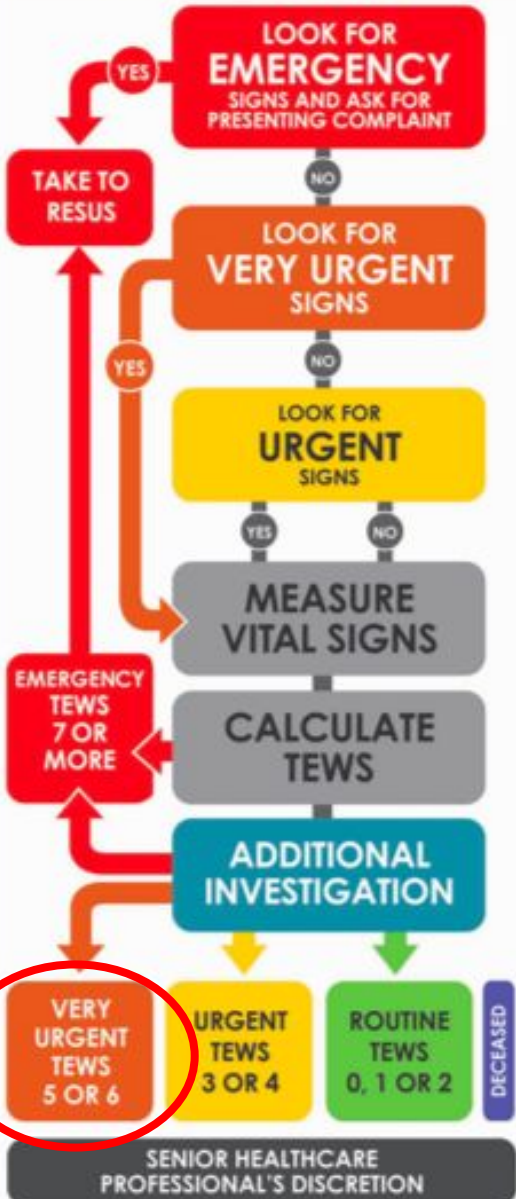 LOOK FOR
EMERGENCY
SIGNS AND ASK FOR
PRESENTING COMPLAINT
YES
TAKE TO
RESUS
NO
LOOK FOR
VERY URGENT
SIGNS
YES
NO
LOOK FOR
URGENT
SIGNS
YES
NO
MEASURE
VITAL SIGNS
EMERGENCY
TEWS
7 OR
MORE
CALCULATE
TEWS
ADDITIONAL
INVESTIGATION
VERY
URGENT
TEWS
5 OR 6
URGENT
TEWS
3 OR 4
ROUTINE
TEWS
0, 1 OR 2
DECEASED
SENIOR HEALTHCARE
PROFESSIONAL'S DISCRETION